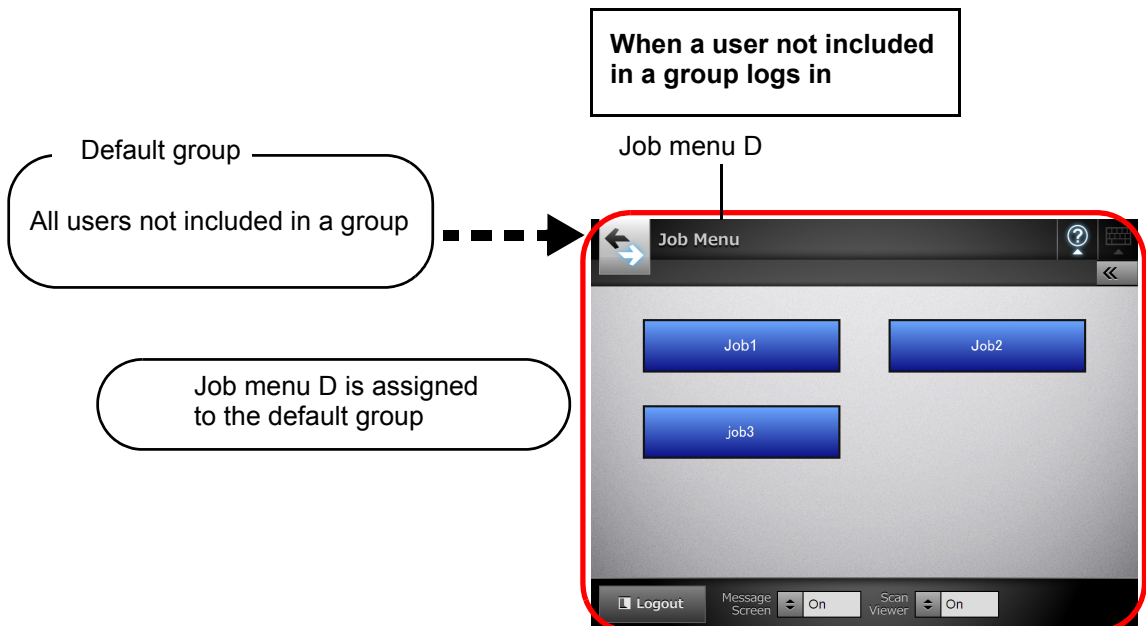 When a user not included
in a group logs in
Default group
Job menu D
All users not included in a group
Job Menu
?
«
Job1
Job2
Job menu D is assigned
to the default group
job3
Logout
Message
Screen
On
Scan
Viewer
On